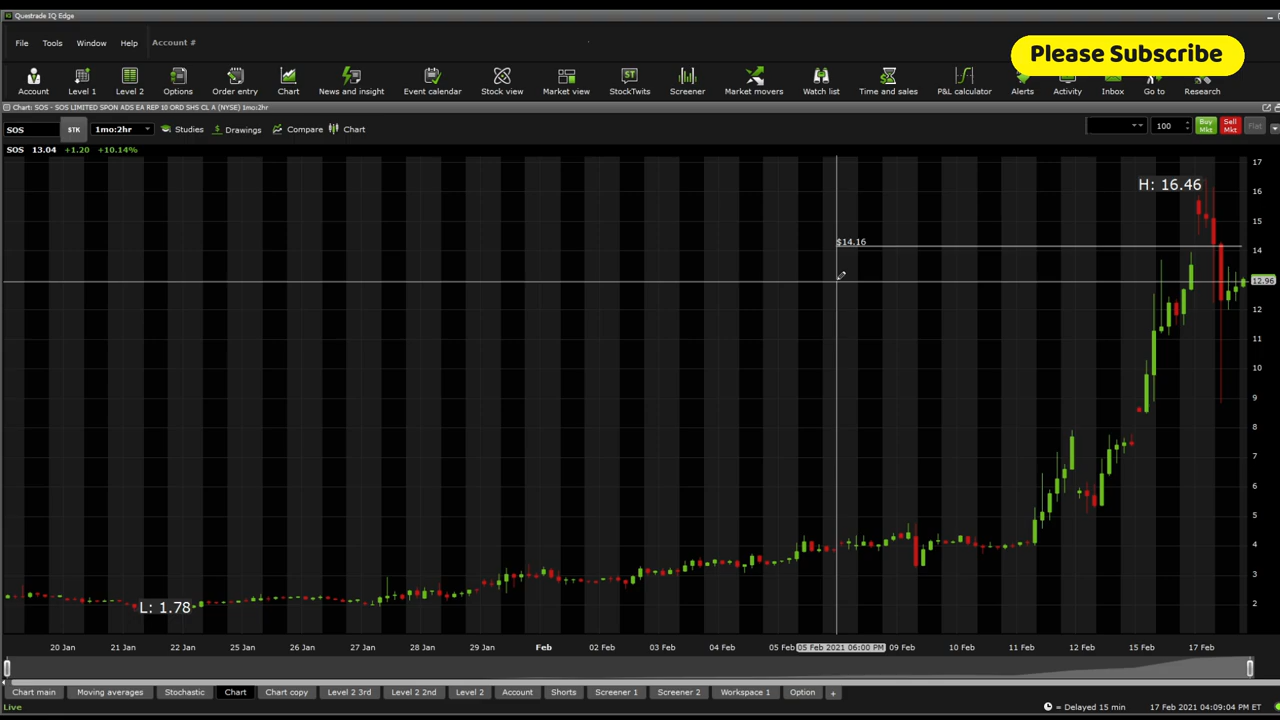 Questrade IQ Edge
File Tools Window Help Account #
Please Subscribe
Account Level 1 Level 2 Options Order entry Chart News and insight Event calendar Stock view Market view StockTwits Screener Market movers Watch list Time and sales P&L calculator Alerts Activity Inbox Go to Research
Chart: SOS - SOS LIMITED SPON ADS EA REP 10 ORD SHS CL A (NYSE) 1mo:2hr
SOS STK 1mo:2hr Studies Drawings Compare Chart 100 Buy Mkt Sell Mkt Flat
SOS 13.04 +1.20 +10.14%
17
H: 16.46
16
15
$14.16
14
12.96
12
11
10
9
8
7
6
5
4
3
L: 1.78
2
20 Jan 21 Jan 22 Jan 25 Jan 26 Jan 27 Jan 28 Jan 29 Jan Feb 02 Feb 03 Feb 04 Feb 05 Feb 05 Feb 2021 06:00 PM 09 Feb 10 Feb 11 Feb 12 Feb 15 Feb 17 Feb
Chart main Moving averages Stochastic Chart Chart copy Level 2 3rd Level 2 2nd Level 2 Account Shorts Screener 1 Screener 2 Workspace 1 Option +
Live = Delayed 15 min 17 Feb 2021 04:09:04 PM ET